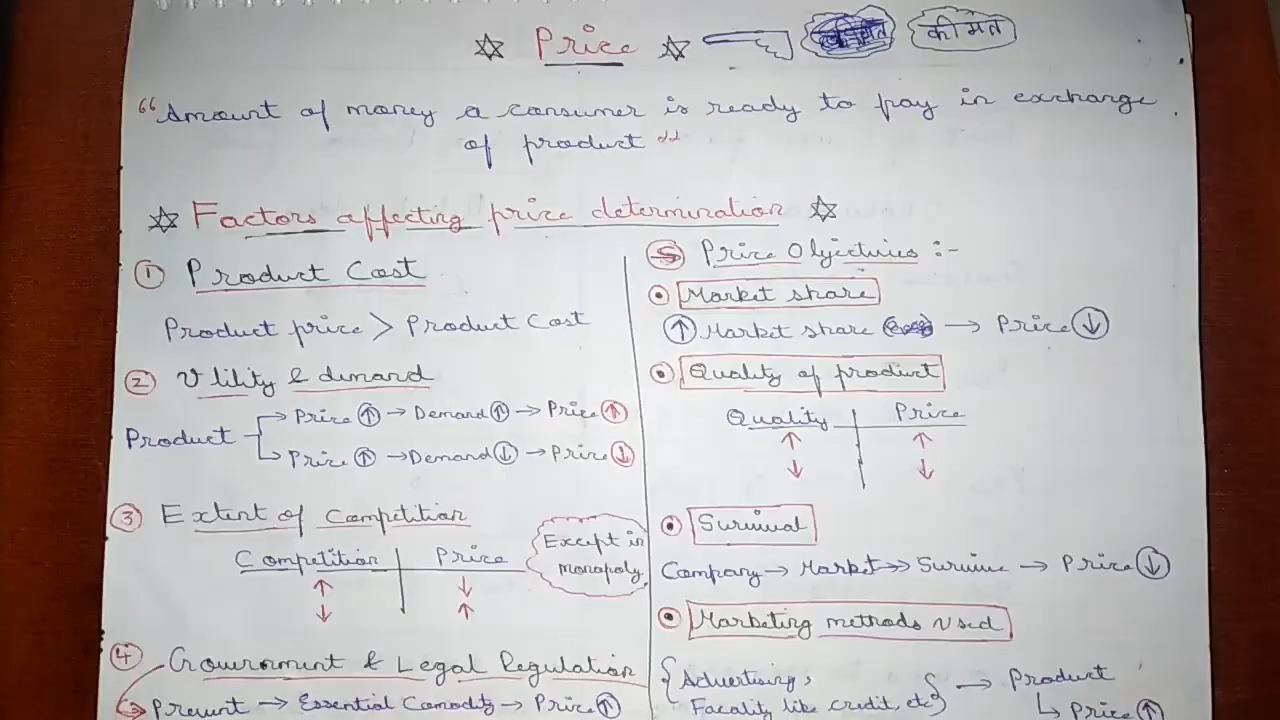 Price कीमत
"Amount of money a consumer is ready to pay in exchange
of product"
Factors affecting price determination
① Product Cost
Product price > Product Cost
② Utility & demand
Product → Price ↑ → Demand ↑ → Price ↑
→ Price ↑ → Demand ↓ → Price ↓
③ Extent of Competition
Competition | Price
↑ ↓
↓ ↑
Except in
monopoly
④ Government & Legal Regulation
Prevent → Essential Comodity → Price ↑
⑤ Price Objectives :-
• Market share
↑ Market share → Price ↓
• Quality of product
Quality | Price
↑ ↑
↓ ↓
• Survival
Company → Market → Survive → Price ↓
• Marketing methods used
{ Advertising, } → Product
Facality like credit, etc
↳ Price ↑